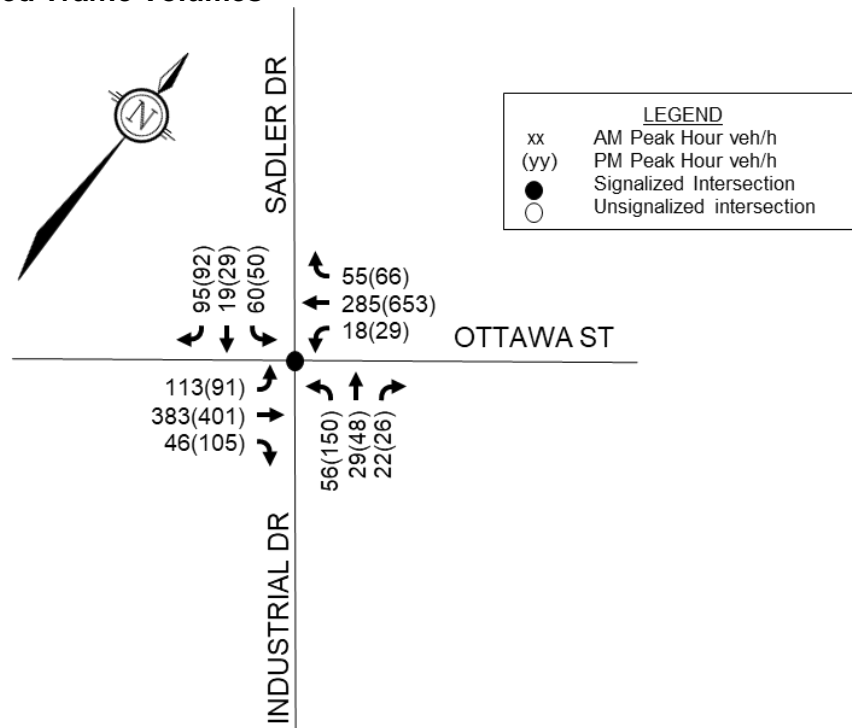 Traffic Volumes
SADLER DR
N
LEGEND
xx AM Peak Hour veh/h
(yy) PM Peak Hour veh/h
Signalized Intersection
Unsignalized intersection
95(92)
19(29)
60(50)
55(66)
285(653)
18(29)
OTTAWA ST
113(91)
383(401)
46(105)
56(150)
29(48)
22(26)
INDUSTRIAL DR